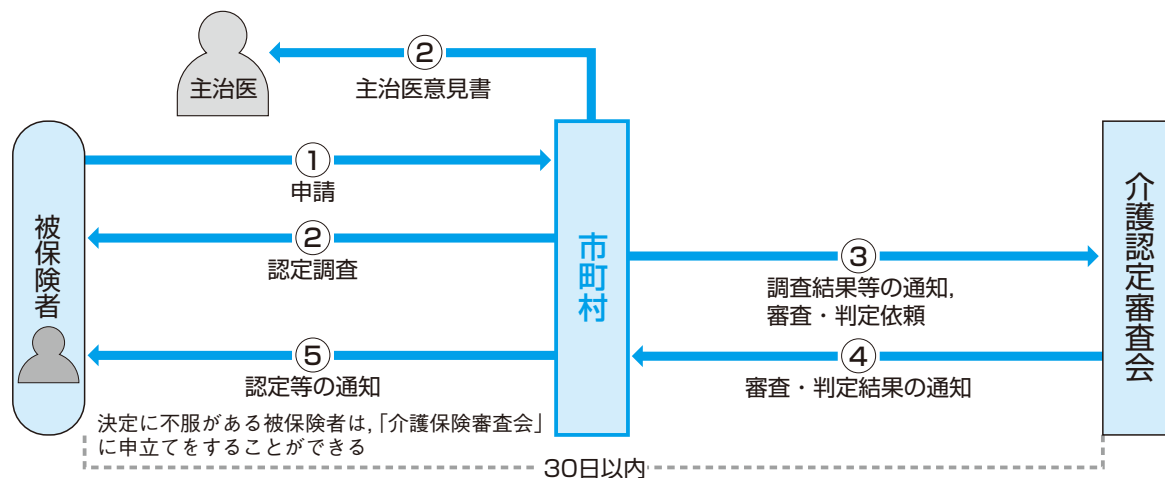 ②
主治医
主治医意見書
①
申請
被保険者
②
認定調査
市町村
③
調査結果等の通知,
審査・判定依頼
介護認定審査会
⑤
認定等の通知
④
審査・判定結果の通知
決定に不服がある被保険者は,「介護保険審査会」
に申立てをすることができる
30日以内